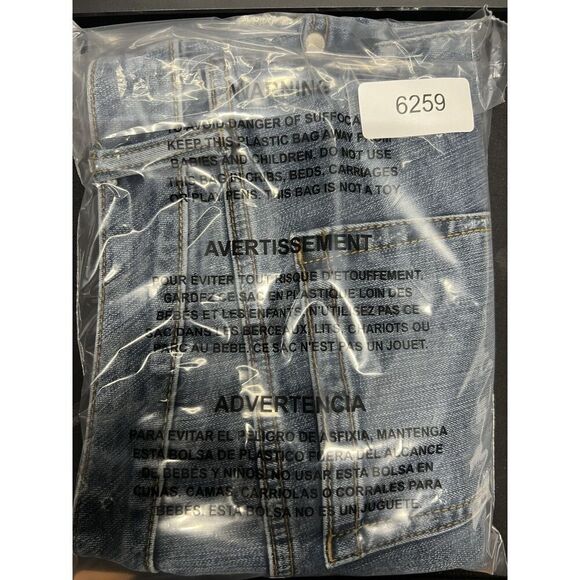 WARNING
6259
TO AVOID DANGER OF SUFFOCA
KEEP THIS PLASTIC BAG AWAY FROM
BABIES AND CHILDREN. DO NOT USE
THIS BAG IN CRIBS, BEDS, CARRIAGES
OR PLAY PENS. THIS BAG IS NOT A TOY
AVERTISSEMENT
POUR ÉVITER TOUT RISQUE D'ETOUFFEMENT,
GARDEZ CE SAC EN PLASTIQUE LOIN DES
BÉBÉS ET LES ENFANTS. N'UTILISEZ PAS CE
SAC DANS LES BERCEAUX, LITS, CHARIOTS OU
PARC AU BEBE. CE SAC N'EST PAS UN JOUET.
ADVERTENCIA
PARA EVITAR EL PELIGRO DE ASFIXIA, MANTENGA
ESTA BOLSA DE PLASTICO FUERA DEL ALCANCE
DE BEBÉS Y NIÑOS. NO USAR ESTA BOLSA EN
CUNAS, CAMAS, CARRIOLAS O CORRALES PARA
BEBÉS. ESTA BOLSA NO ES UN JUGUETE.